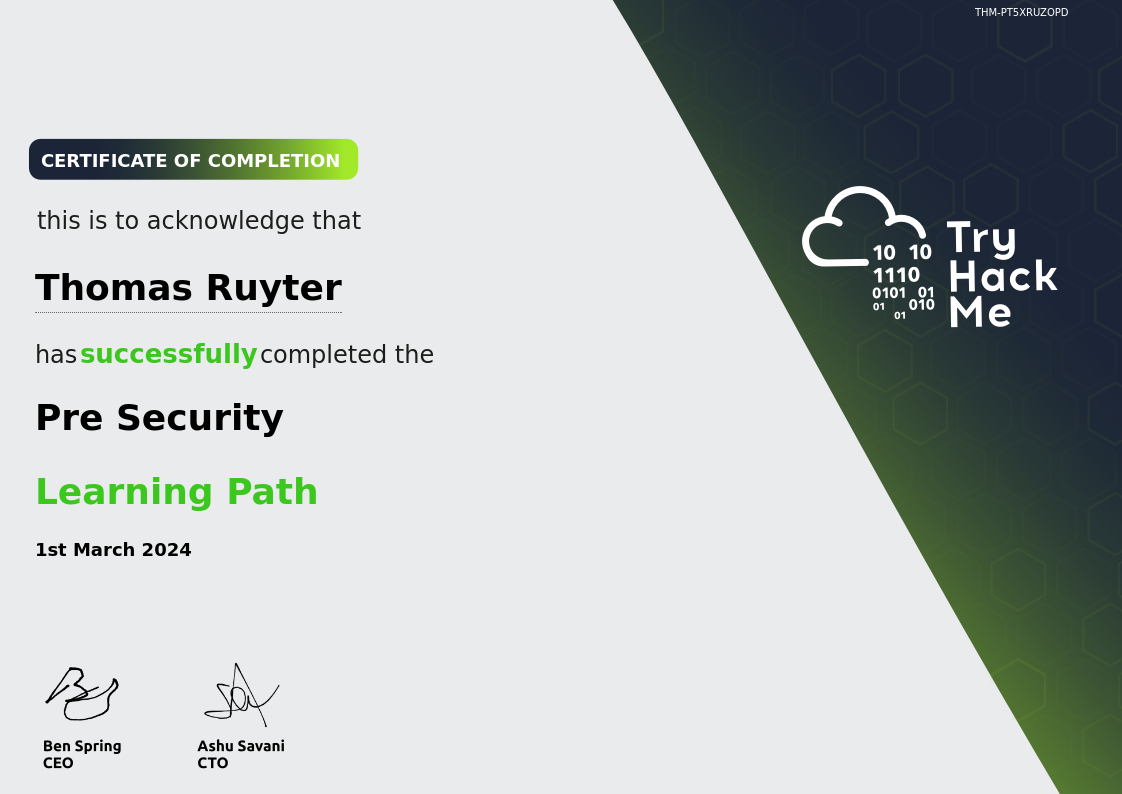 THM-PT5XRUZOPD
CERTIFICATE OF COMPLETION
this is to acknowledge that
Thomas Ruyter
has successfully completed the
Pre Security
Learning Path
1st March 2024
10 10
1110
0101 01
01 010
01
Try
Hack
Me
Ben Spring
CEO
Ashu Savani
CTO